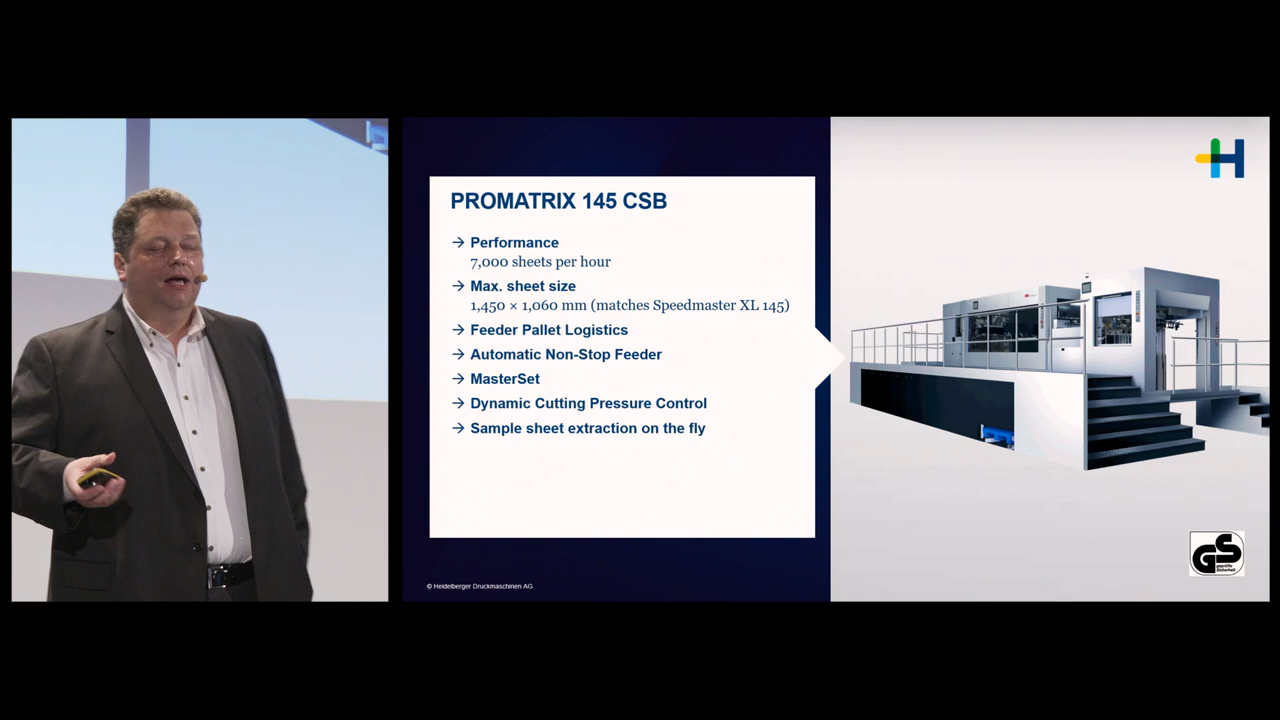 PROMATRIX 145 CSB
→ Performance
7,000 sheets per hour
→ Max. sheet size
1,450 × 1,060 mm (matches Speedmaster XL 145)
→ Feeder Pallet Logistics
→ Automatic Non-Stop Feeder
→ MasterSet
→ Dynamic Cutting Pressure Control
→ Sample sheet extraction on the fly
© Heidelberger Druckmaschinen AG
H
GS
geprüfte
Sicherheit